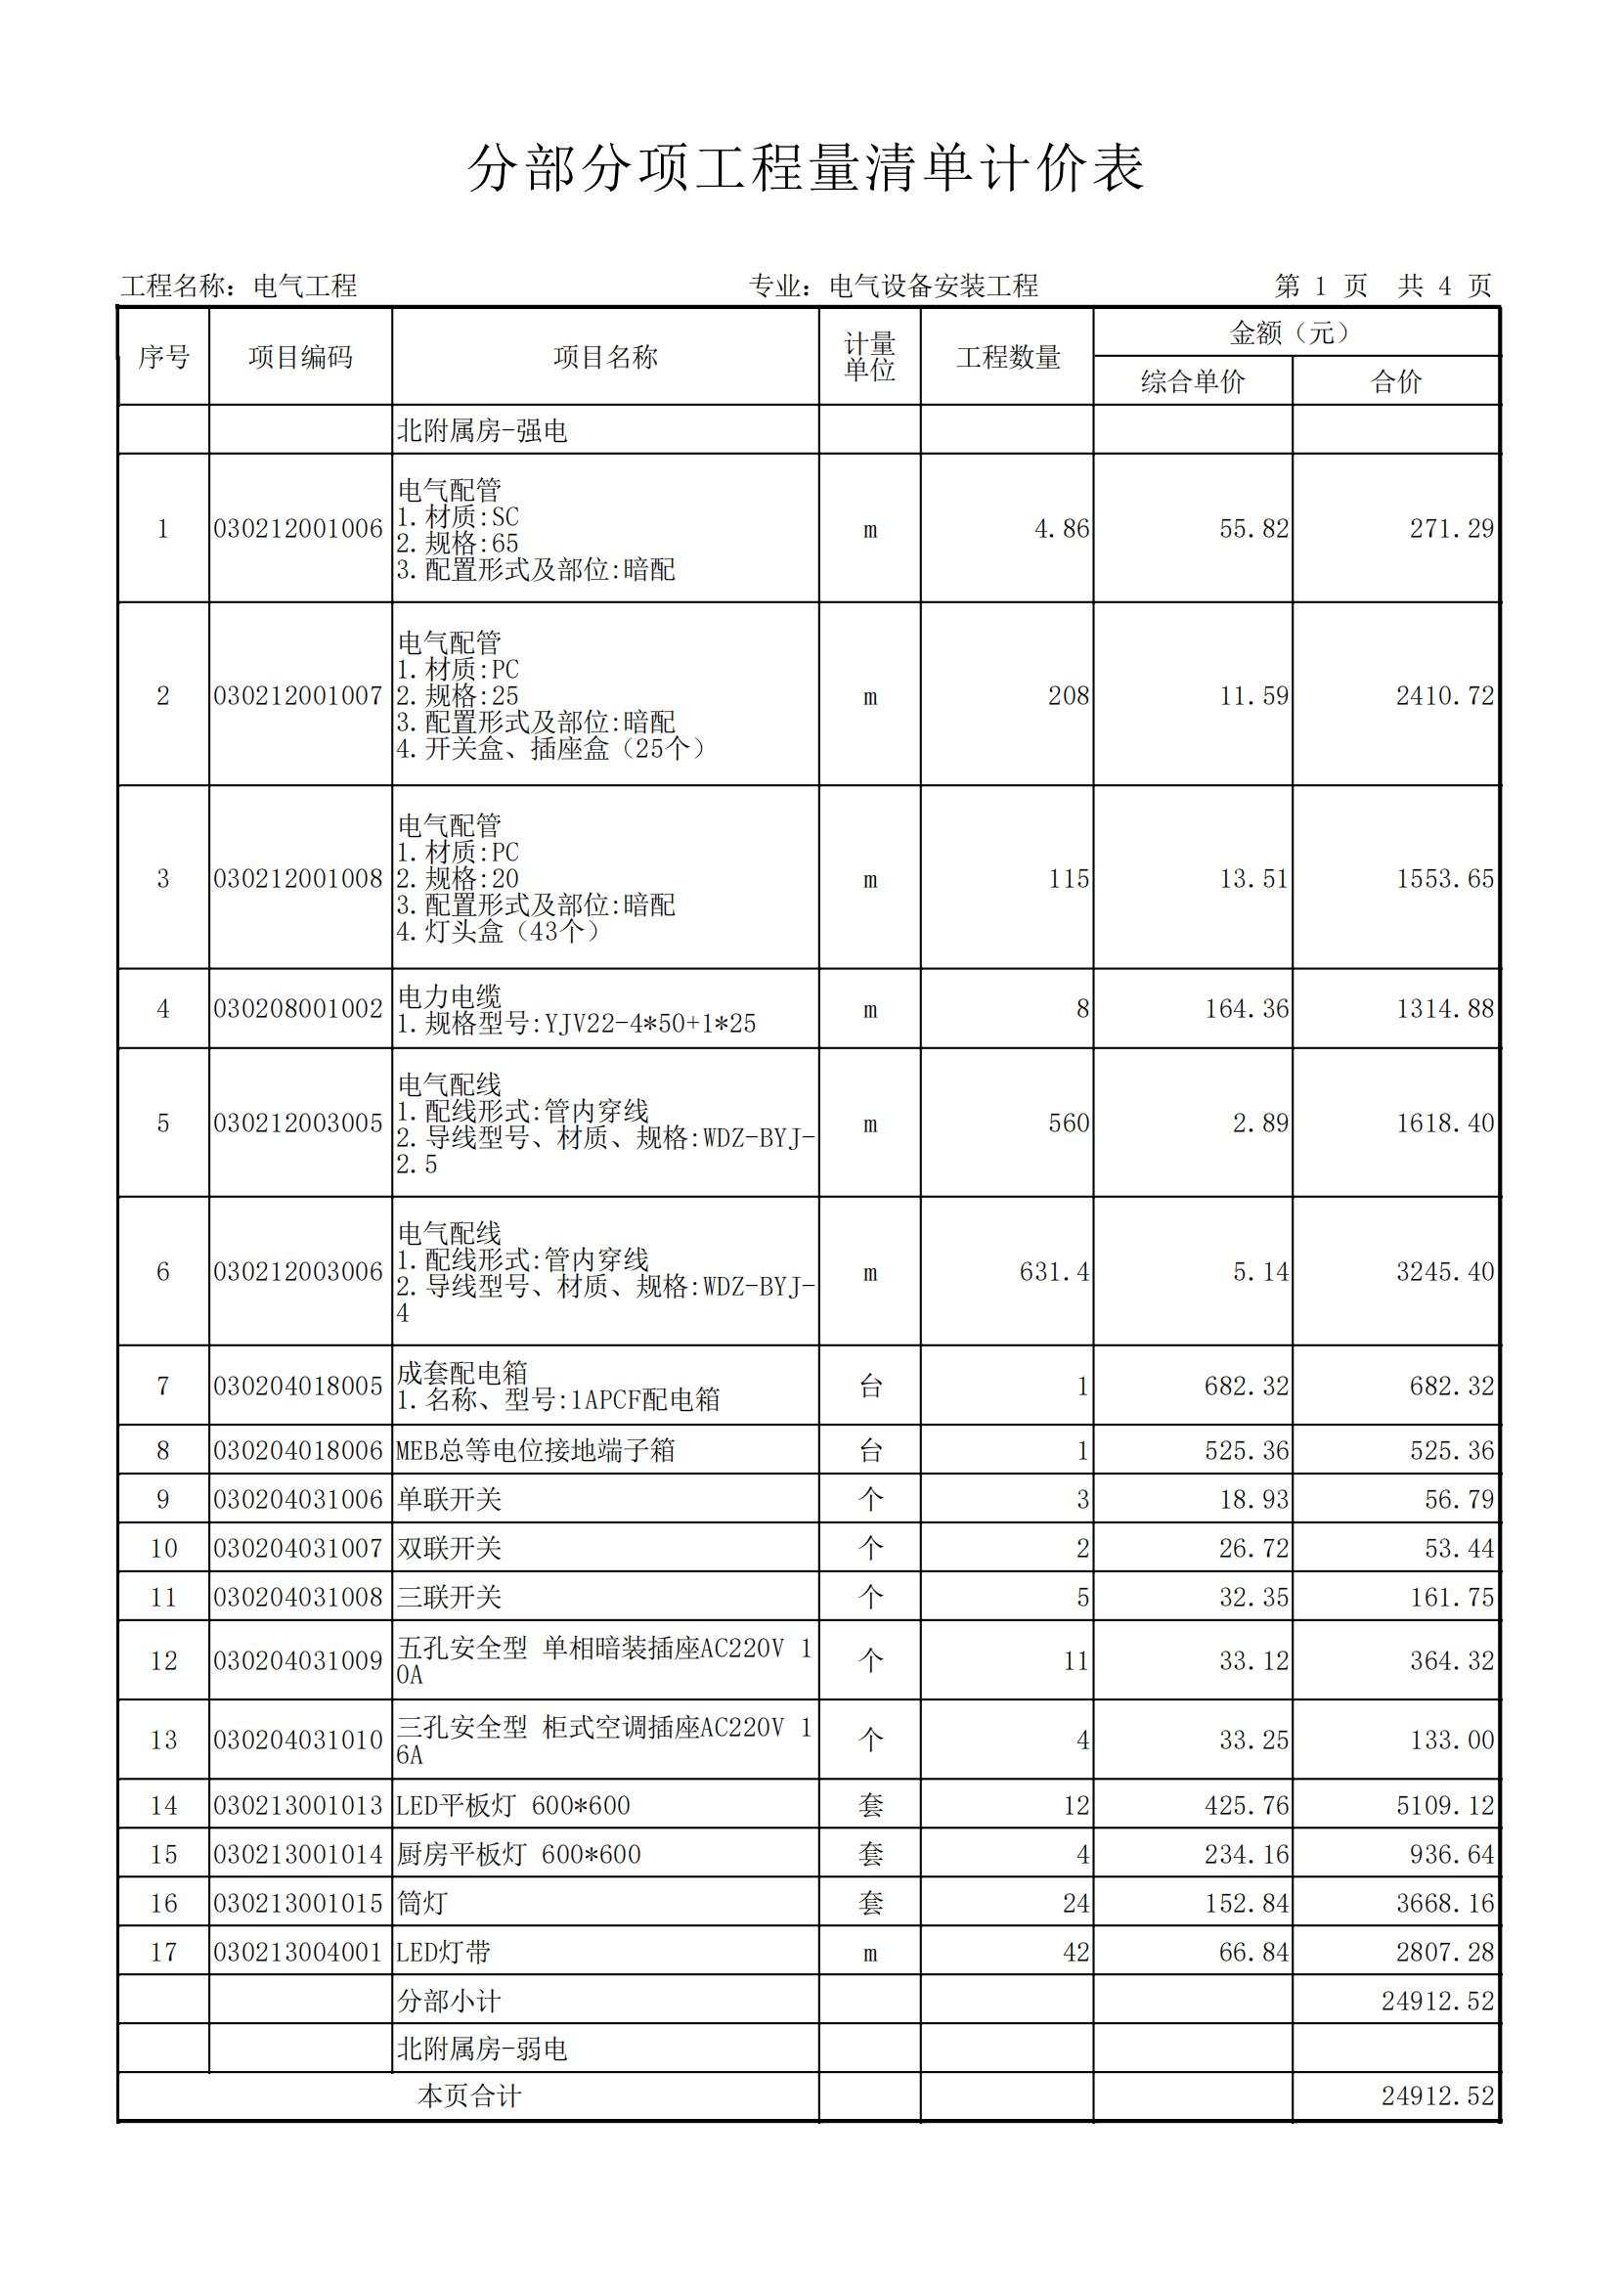 分部分项工程量清单计价表
工程名称：电气工程 专业：电气设备安装工程 第 1 页 共 4 页
序号 项目编码 项目名称 计量单位 工程数量 金额（元）
综合单价 合价
北附属房-强电
1 030212001006 电气配管 m 4.86 55.82 271.29
1.材质:SC
2.规格:65
3.配置形式及部位:暗配
2 030212001007 电气配管 m 208 11.59 2410.72
1.材质:PC
2.规格:25
3.配置形式及部位:暗配
4.开关盒、插座盒（25个）
3 030212001008 电气配管 m 115 13.51 1553.65
1.材质:PC
2.规格:20
3.配置形式及部位:暗配
4.灯头盒（43个）
4 030208001002 电力电缆 m 8 164.36 1314.88
1.规格型号:YJV22-4*50+1*25
5 030212003005 电气配线 m 560 2.89 1618.40
1.配线形式:管内穿线
2.导线型号、材质、规格:WDZ-BYJ-
2.5
6 030212003006 电气配线 m 631.4 5.14 3245.40
1.配线形式:管内穿线
2.导线型号、材质、规格:WDZ-BYJ-
4
7 030204018005 成套配电箱 台 1 682.32 682.32
1.名称、型号:1APCF配电箱
8 030204018006 MEB总等电位接地端子箱 台 1 525.36 525.36
9 030204031006 单联开关 个 3 18.93 56.79
10 030204031007 双联开关 个 2 26.72 53.44
11 030204031008 三联开关 个 5 32.35 161.75
12 030204031009 五孔安全型 单相暗装插座AC220V 1 个 11 33.12 364.32
0A
13 030204031010 三孔安全型 柜式空调插座AC220V 1 个 4 33.25 133.00
6A
14 030213001013 LED平板灯 600*600 套 12 425.76 5109.12
15 030213001014 厨房平板灯 600*600 套 4 234.16 936.64
16 030213001015 筒灯 套 24 152.84 3668.16
17 030213004001 LED灯带 m 42 66.84 2807.28
分部小计 24912.52
北附属房-弱电
本页合计 24912.52